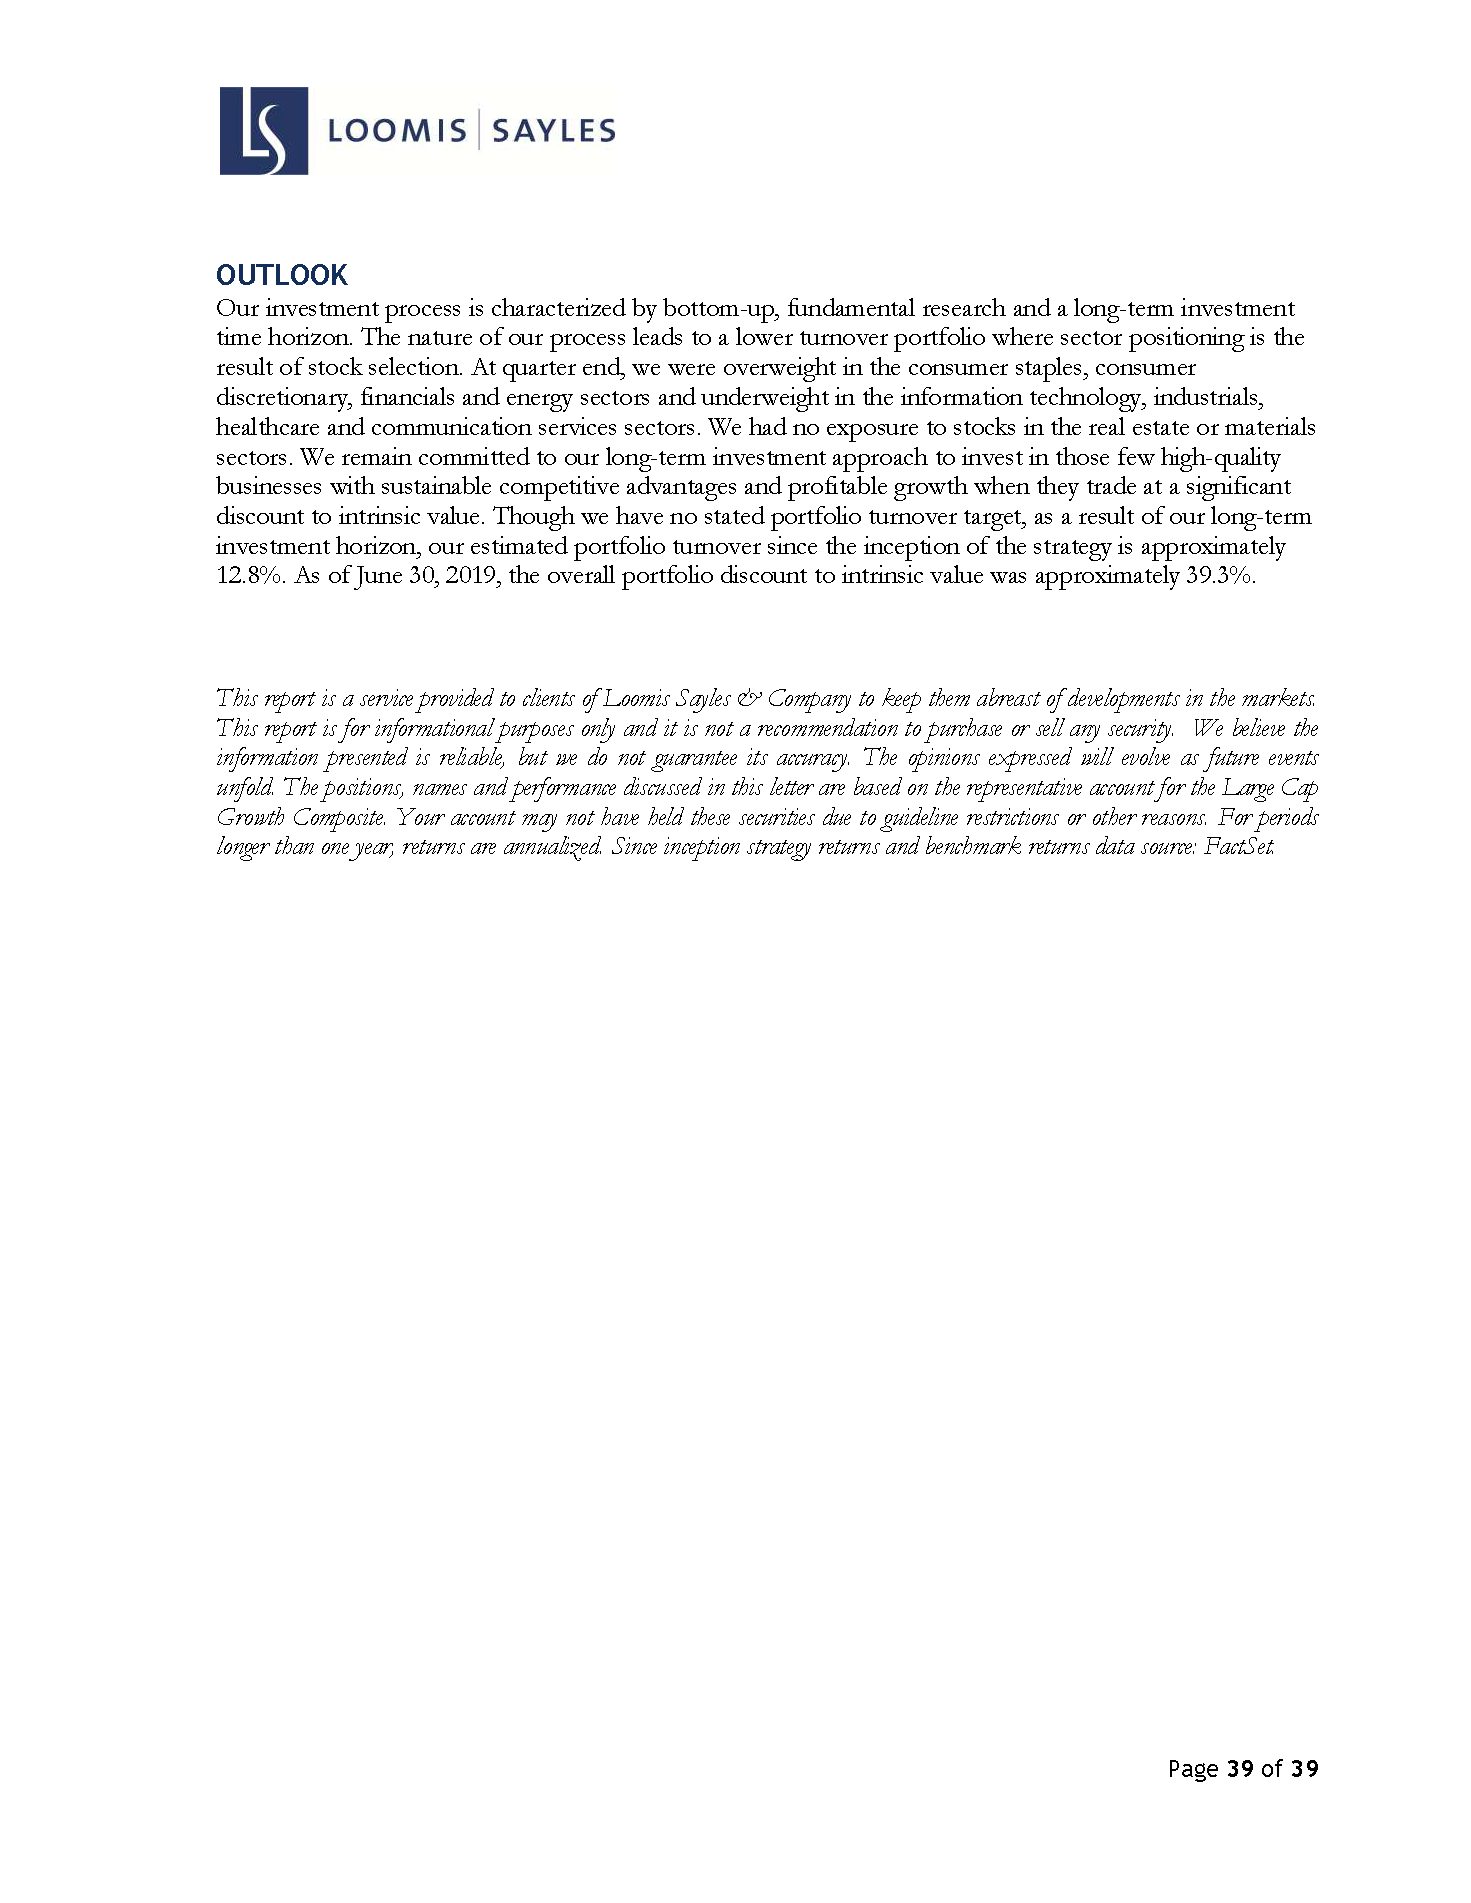 LS LOOMIS | SAYLES
OUTLOOK
Our investment process is characterized by bottom-up, fundamental research and a long-term investment
time horizon. The nature of our process leads to a lower turnover portfolio where sector positioning is the
result of stock selection. At quarter end, we were overweight in the consumer staples, consumer
discretionary, financials and energy sectors and underweight in the information technology, industrials,
healthcare and communication services sectors. We had no exposure to stocks in the real estate or materials
sectors. We remain committed to our long-term investment approach to invest in those few high-quality
businesses with sustainable competitive advantages and profitable growth when they trade at a significant
discount to intrinsic value. Though we have no stated portfolio turnover target, as a result of our long-term
investment horizon, our estimated portfolio turnover since the inception of the strategy is approximately
12.8%. As of June 30, 2019, the overall portfolio discount to intrinsic value was approximately 39.3%.
This report is a service provided to clients of Loomis Sayles & Company to keep them abreast of developments in the markets.
This report is for informational purposes only and it is not a recommendation to purchase or sell any security. We believe the
information presented is reliable, but we do not guarantee its accuracy. The opinions expressed will evolve as future events
unfold. The positions, names and performance discussed in this letter are based on the representative account for the Large Cap
Growth Composite. Your account may not have held these securities due to guideline restrictions or other reasons. For periods
longer than one year, returns are annualized. Since inception strategy returns and benchmark returns data source: FactSet.
Page 39 of 39